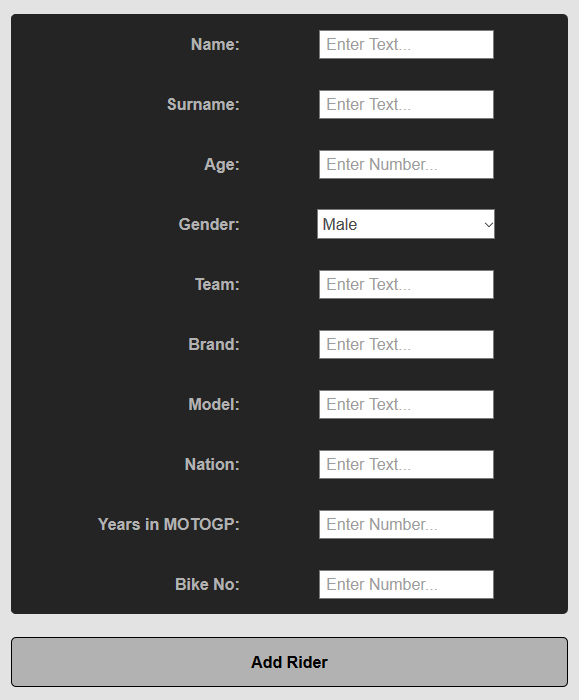 Name: Enter Text...
Surname: Enter Text...
Age: Enter Number...
Gender: Male
Team: Enter Text...
Brand: Enter Text...
Model: Enter Text...
Nation: Enter Text...
Years in MOTOGP: Enter Number...
Bike No: Enter Number...
Add Rider